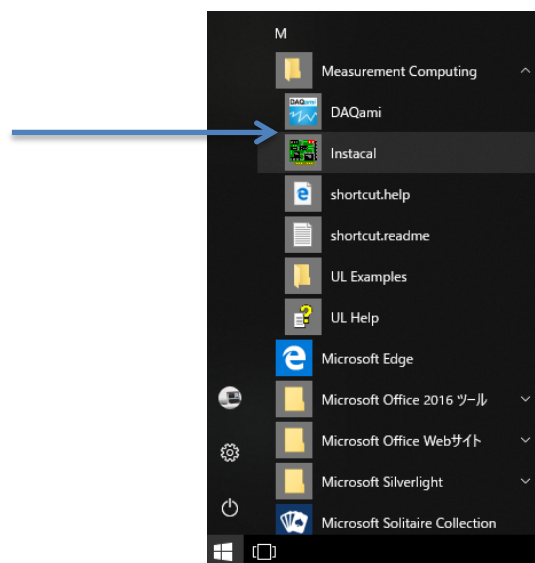 M
Measurement Computing
DAQami
DAQami
Instacal
shortcut.help
shortcut.readme
UL Examples
UL Help
Microsoft Edge
Microsoft Office 2016 ツール
Microsoft Office Webサイト
Microsoft Silverlight
Microsoft Solitaire Collection